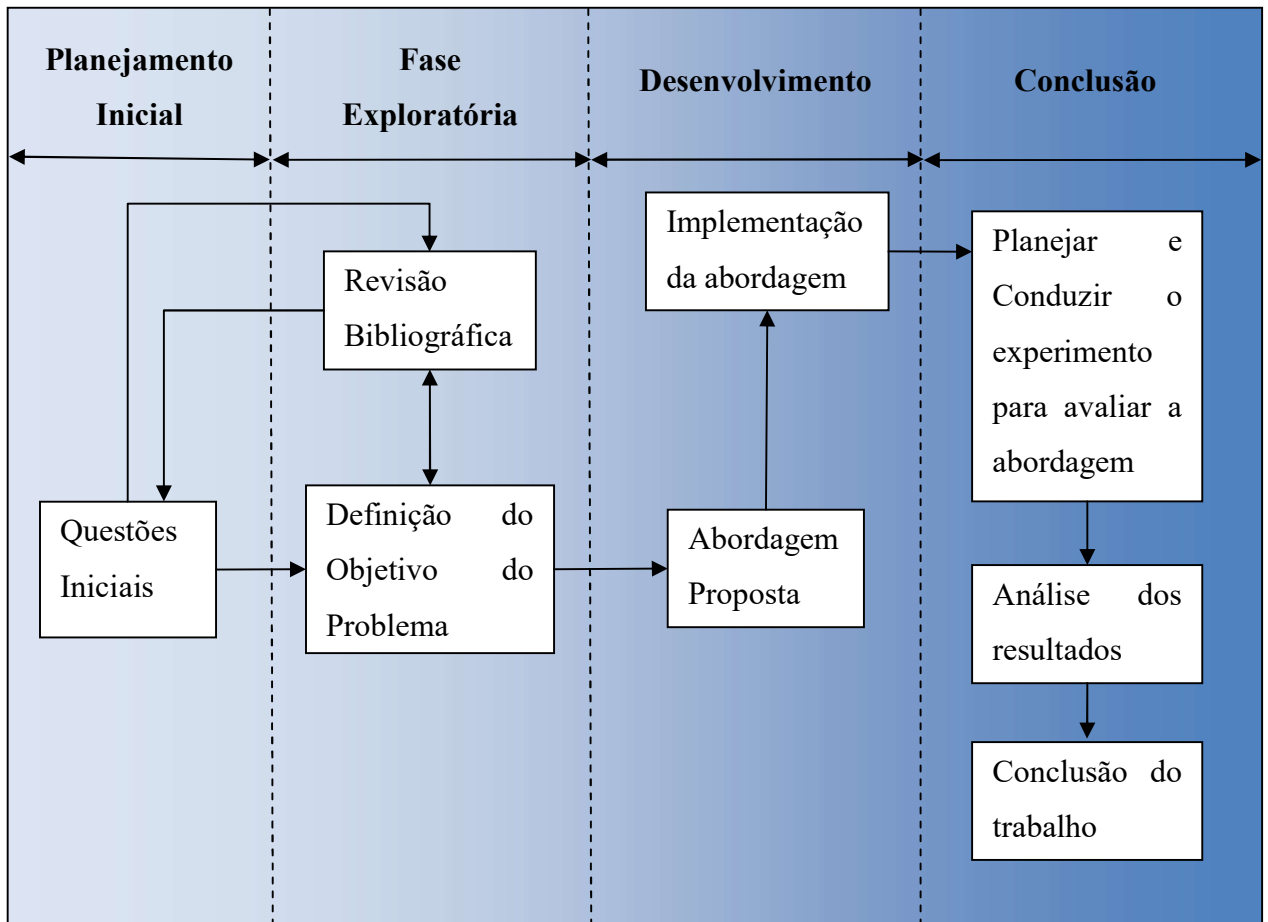 Planejamento
Inicial
Fase
Exploratória
Desenvolvimento
Conclusão
Revisão
Bibliográfica
Questões
Iniciais
Definição do
Objetivo do
Problema
Implementação
da abordagem
Abordagem
Proposta
Planejar e
Conduzir o
experimento
para avaliar a
abordagem
Análise dos
resultados
Conclusão do
trabalho